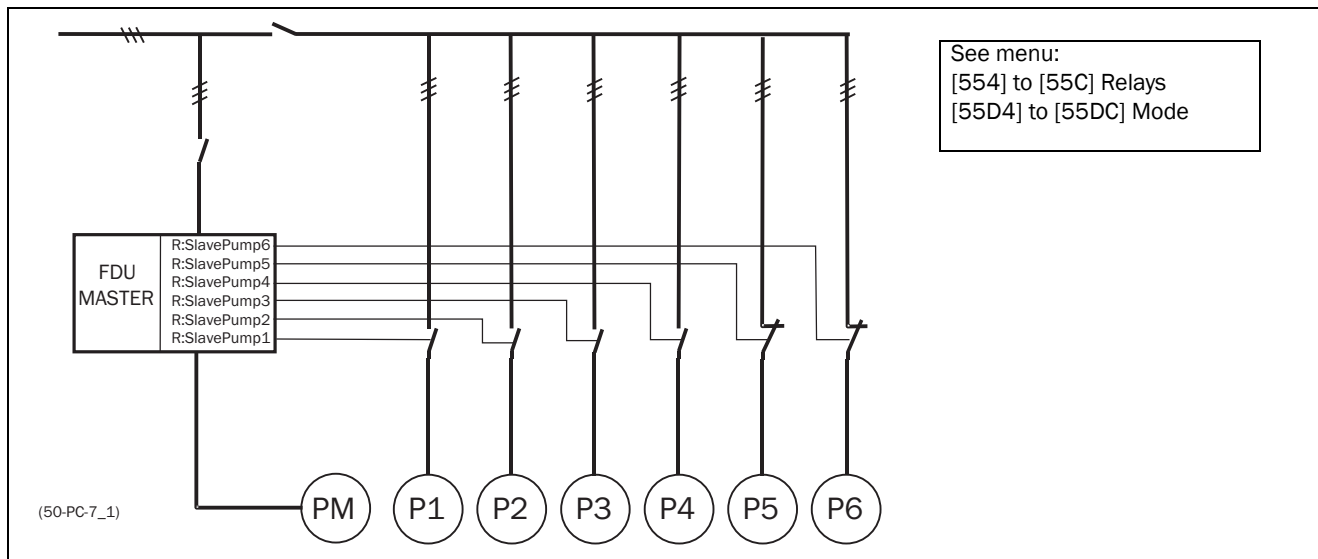 See menu:
[554] to [55C] Relays
[55D4] to [55DC] Mode
FDU
MASTER
R:SlavePump6
R:SlavePump5
R:SlavePump4
R:SlavePump3
R:SlavePump2
R:SlavePump1
PM
P1
P2
P3
P4
P5
P6
(50-PC-7_1)